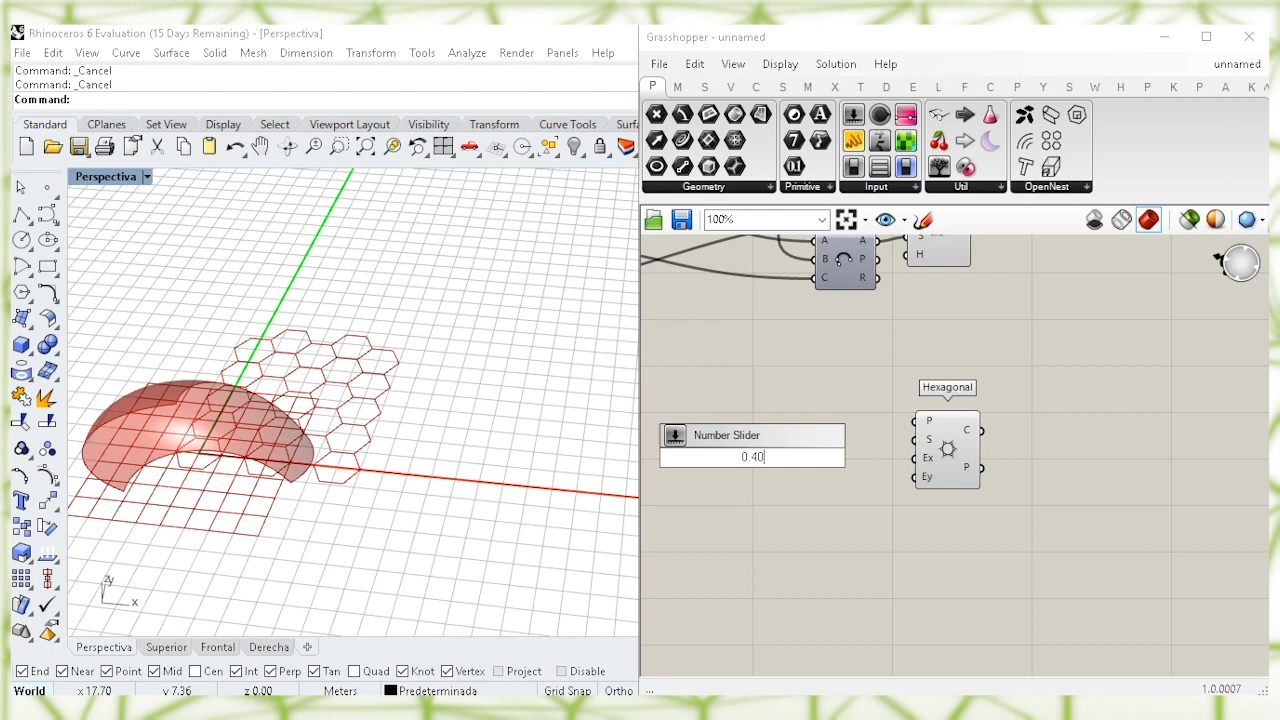 Rhinoceros 6 Evaluation (15 Days Remaining) - [Perspectiva]
File Edit View Curve Surface Solid Mesh Dimension Transform Tools Analyze Render Panels Help
Command: _Cancel
Command: _Cancel
Command:
Standard CPlanes Set View Display Select Viewport Layout Visibility Transform Curve Tools Surfa
Perspectiva
zy
x
Perspectiva Superior Frontal Derecha
End Near Point Mid Cen Int Perp Tan Quad Knot Vertex Project Disable
World x 17.70 y 7.36 z 0.00 Meters Predeterminada Grid Snap Ortho
Grasshopper - unnamed
File Edit View Display Solution Help unnamed
P M S V C S M X T D E L F C P Y S W H P A K
Geometry Primitive Input Util OpenNest
100%
A A
B P
C R
S
H
Hexagonal
P
S
Ex
Ey
C
P
Number Slider
0.40
...
1.0.0007